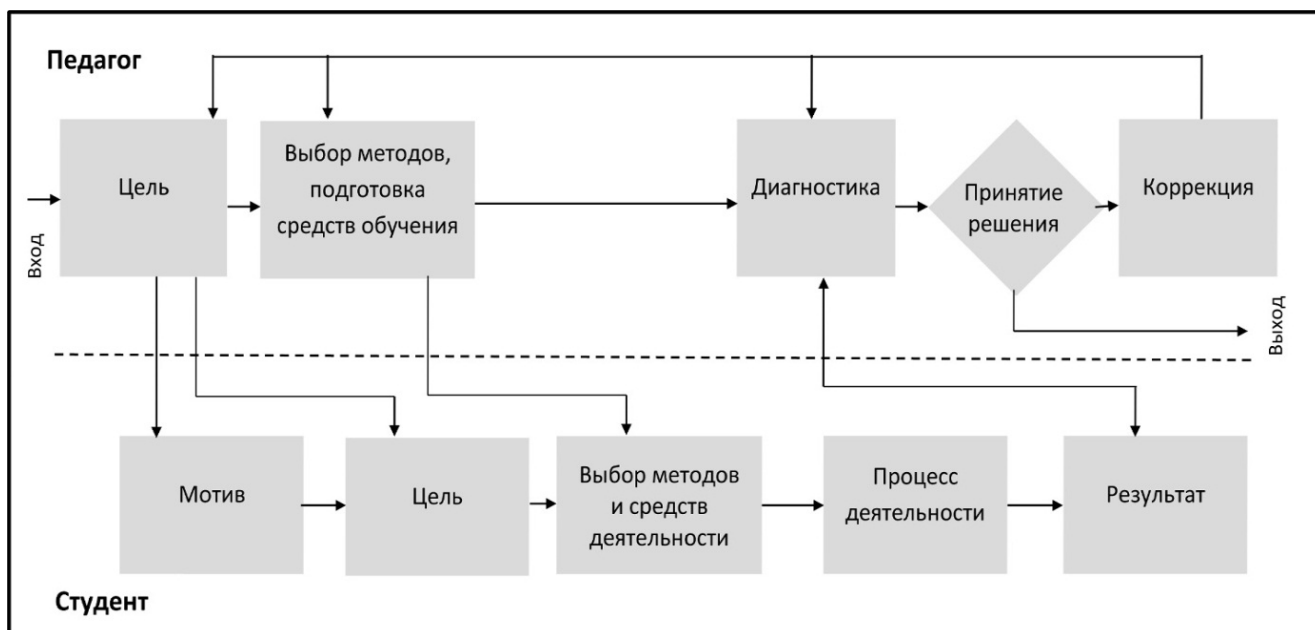 Педагог
Вход
Цель
Выбор методов,
подготовка
средств обучения
Диагностика
Принятие
решения
Коррекция
Выход
Мотив
Цель
Выбор методов
и средств
деятельности
Процесс
деятельности
Результат
Студент